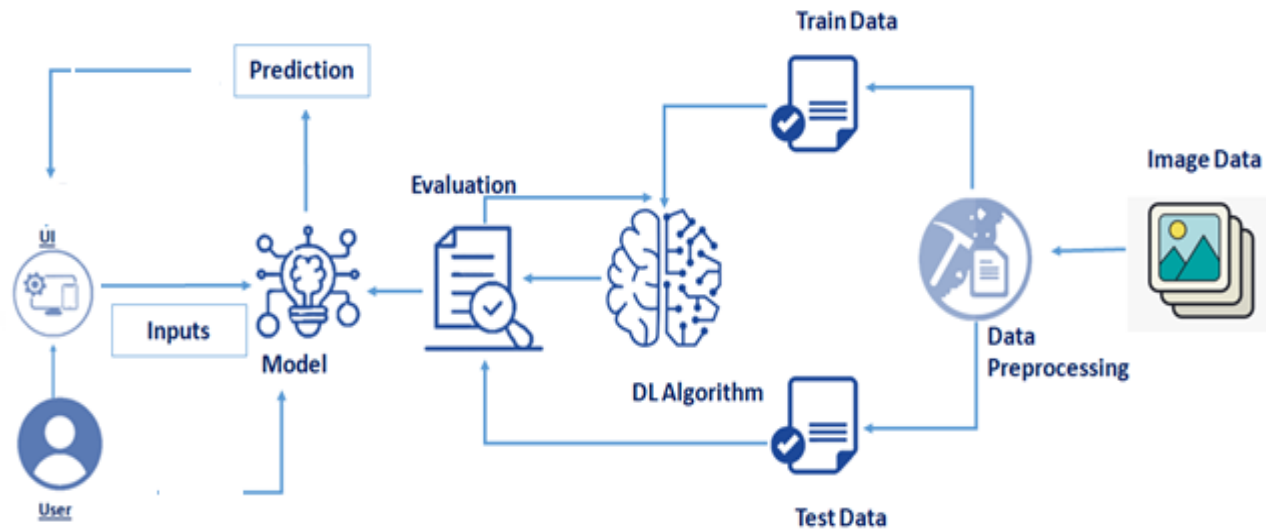 Train Data
Prediction
Image Data
Evaluation
UI
Inputs
Model
Data
Preprocessing
DL Algorithm
User
Test Data